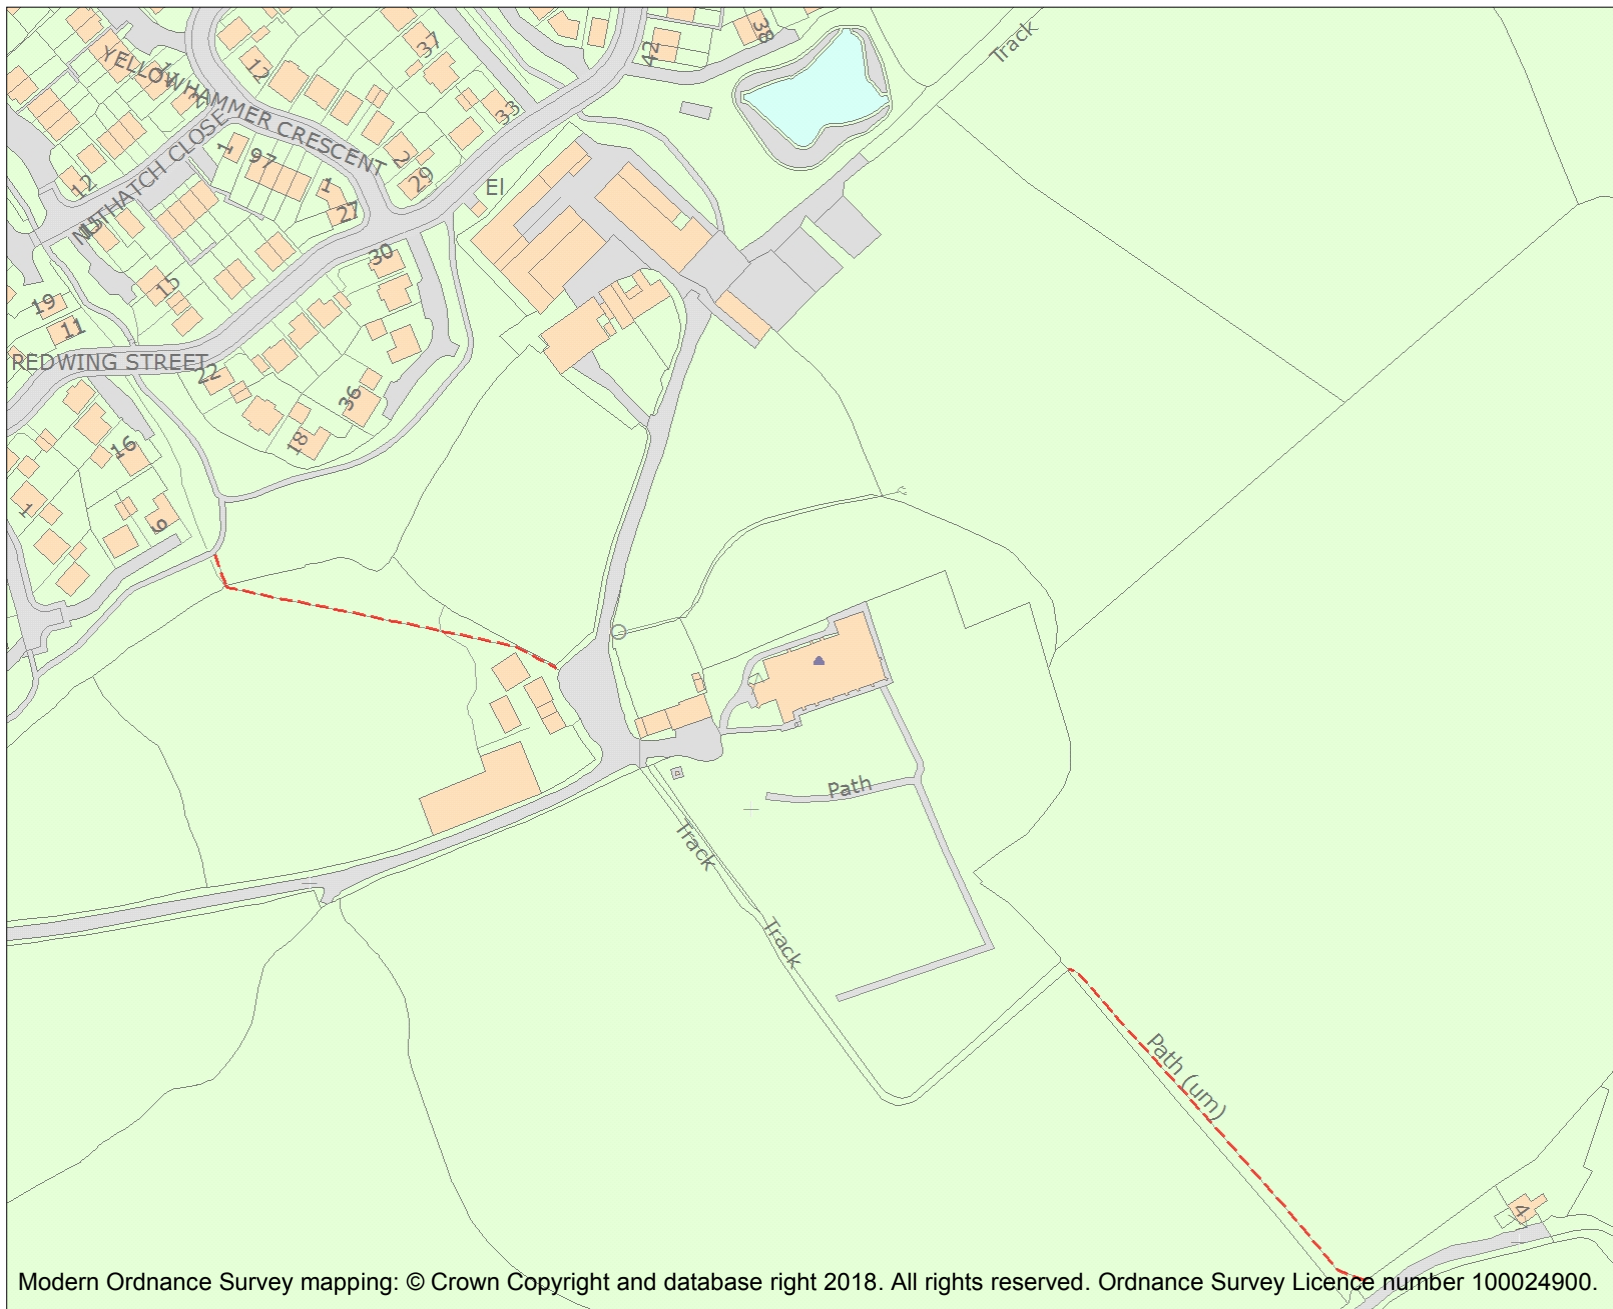 37
42
38
Track
YELLOWHAMMER CRESCENT
12
33
NUTHATCH CLOSE
1
97
2
29
El
12
1
27
15
30
15
19
11
REDWING STREET
22
36
18
16
1
9
Path
Track
Track
Path (um)
4
Modern Ordnance Survey mapping: © Crown Copyright and database right 2018. All rights reserved. Ordnance Survey Licence number 100024900.